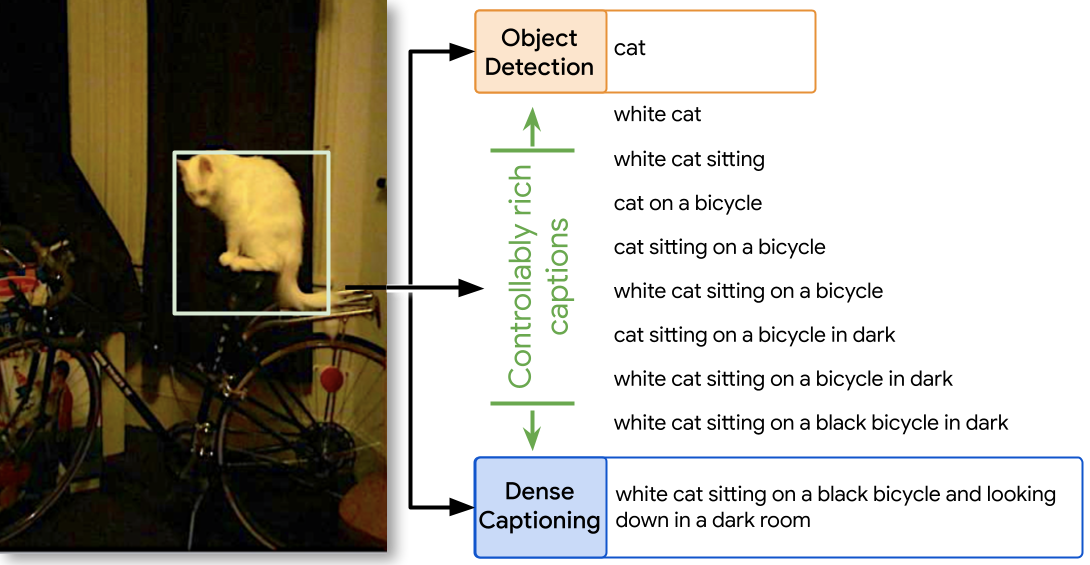 Object
Detection
cat
white cat
white cat sitting
cat on a bicycle
cat sitting on a bicycle
white cat sitting on a bicycle
cat sitting on a bicycle in dark
white cat sitting on a bicycle in dark
white cat sitting on a black bicycle in dark
Controllably rich
captions
Dense
Captioning
white cat sitting on a black bicycle and looking
down in a dark room